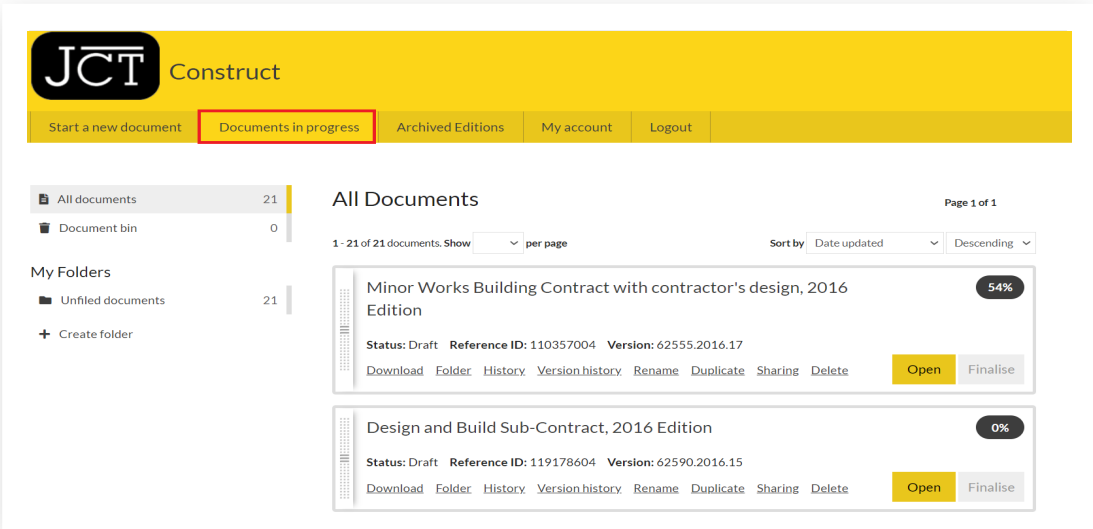 JCT Construct
Start a new document Documents in progress Archived Editions My account Logout
All documents 21
Document bin 0
My Folders
Unfiled documents 21
Create folder
All Documents
Page 1 of 1
1 - 21 of 21 documents. Show per page
Sort by Date updated Descending
Minor Works Building Contract with contractor's design, 2016
Edition
54%
Status: Draft Reference ID: 110357004 Version: 62555.2016.17
Download Folder History Version history Rename Duplicate Sharing Delete
Open Finalise
Design and Build Sub-Contract, 2016 Edition
0%
Status: Draft Reference ID: 119178604 Version: 62590.2016.15
Download Folder History Version history Rename Duplicate Sharing Delete
Open Finalise